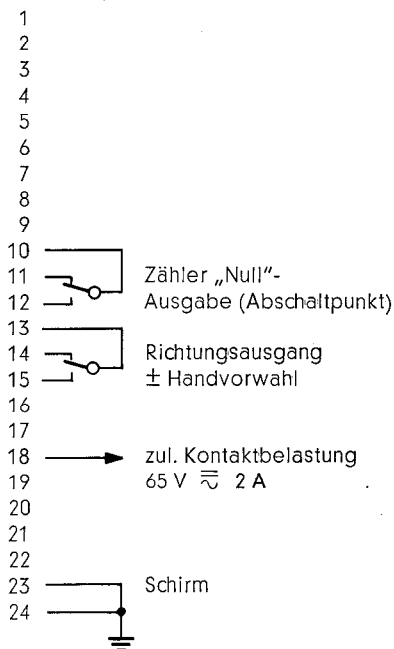 1
2
3
4
5
6
7
8
9
10
11 Zähler „Null"-
12 Ausgabe (Abschaltpunkt)
13
14 Richtungsausgang
15 ± Handvorwahl
16
17
18 zul. Kontaktbelastung
19 65 V ⎓ ~ 2 A
20
21
22
23 Schirm
24